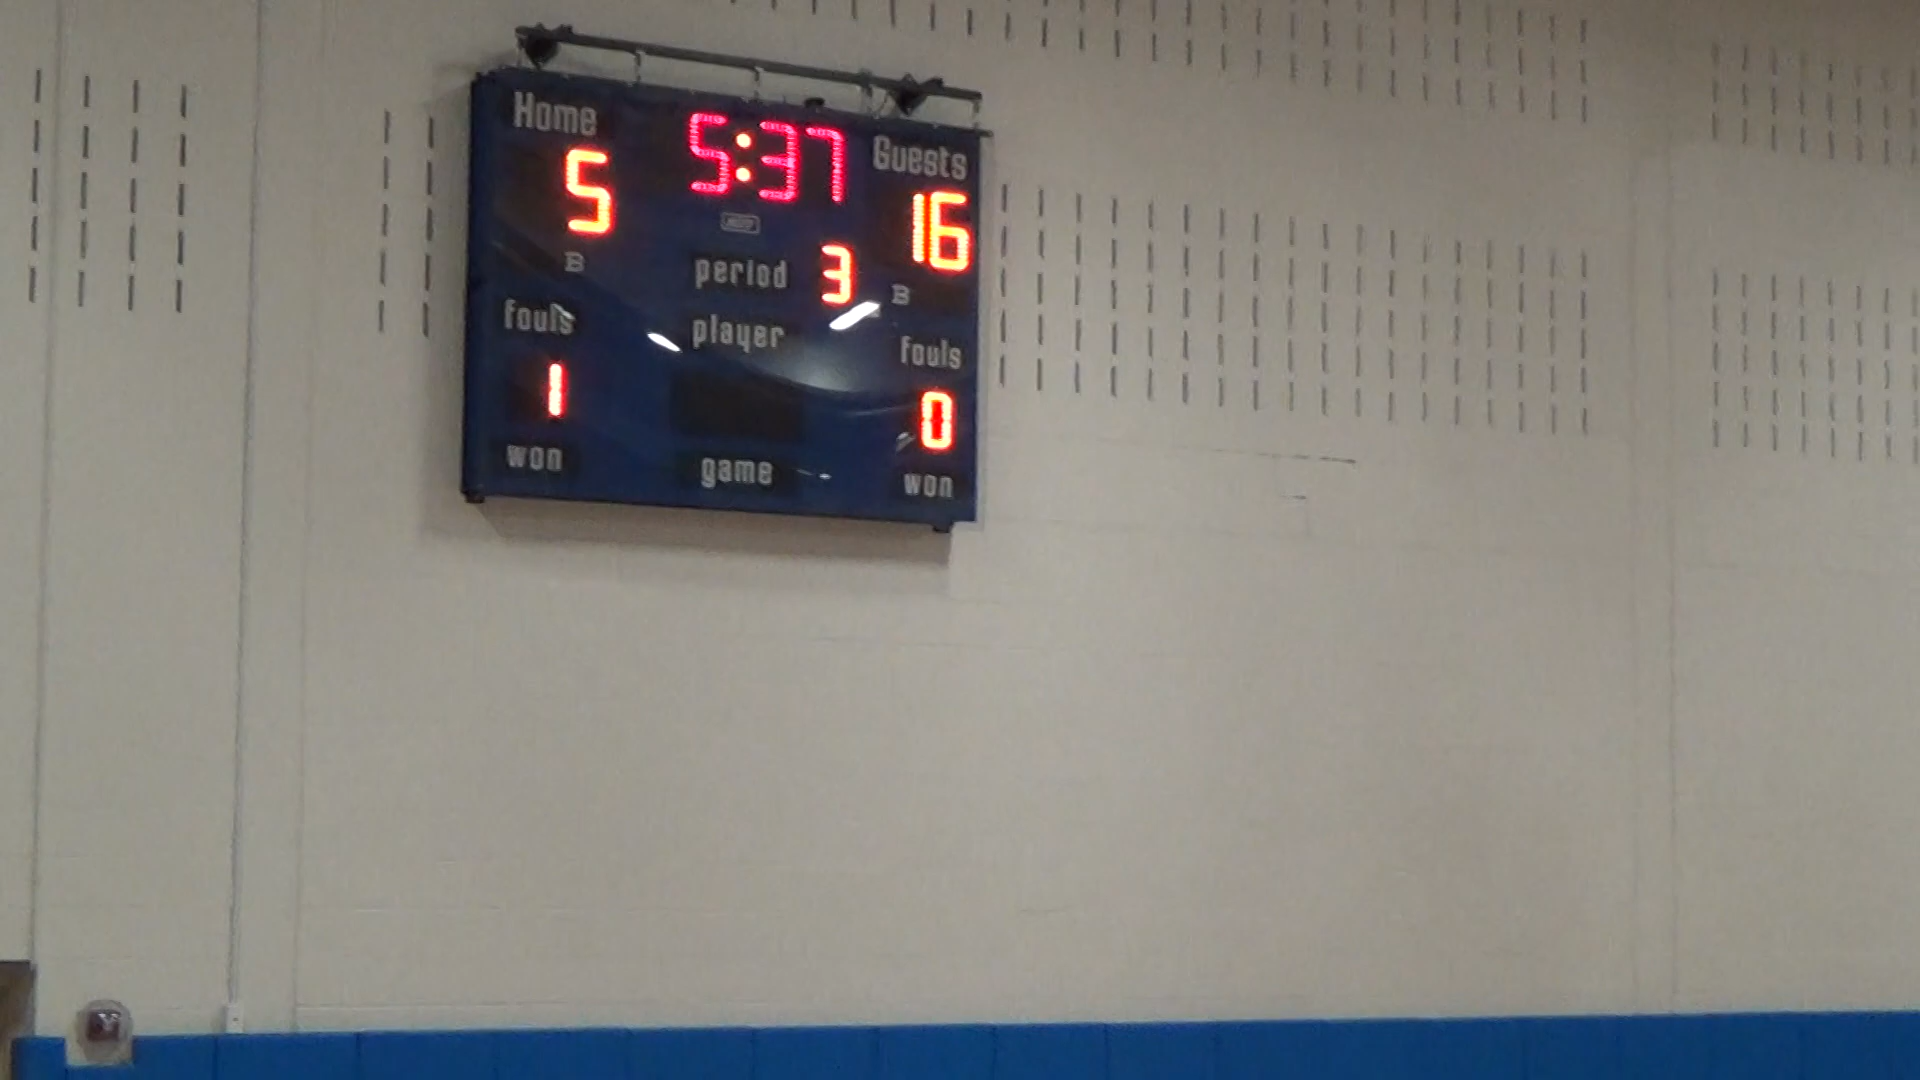 Home 5:37 Guests
5 16
B period 3 B
fouls player fouls
1 0
won game won